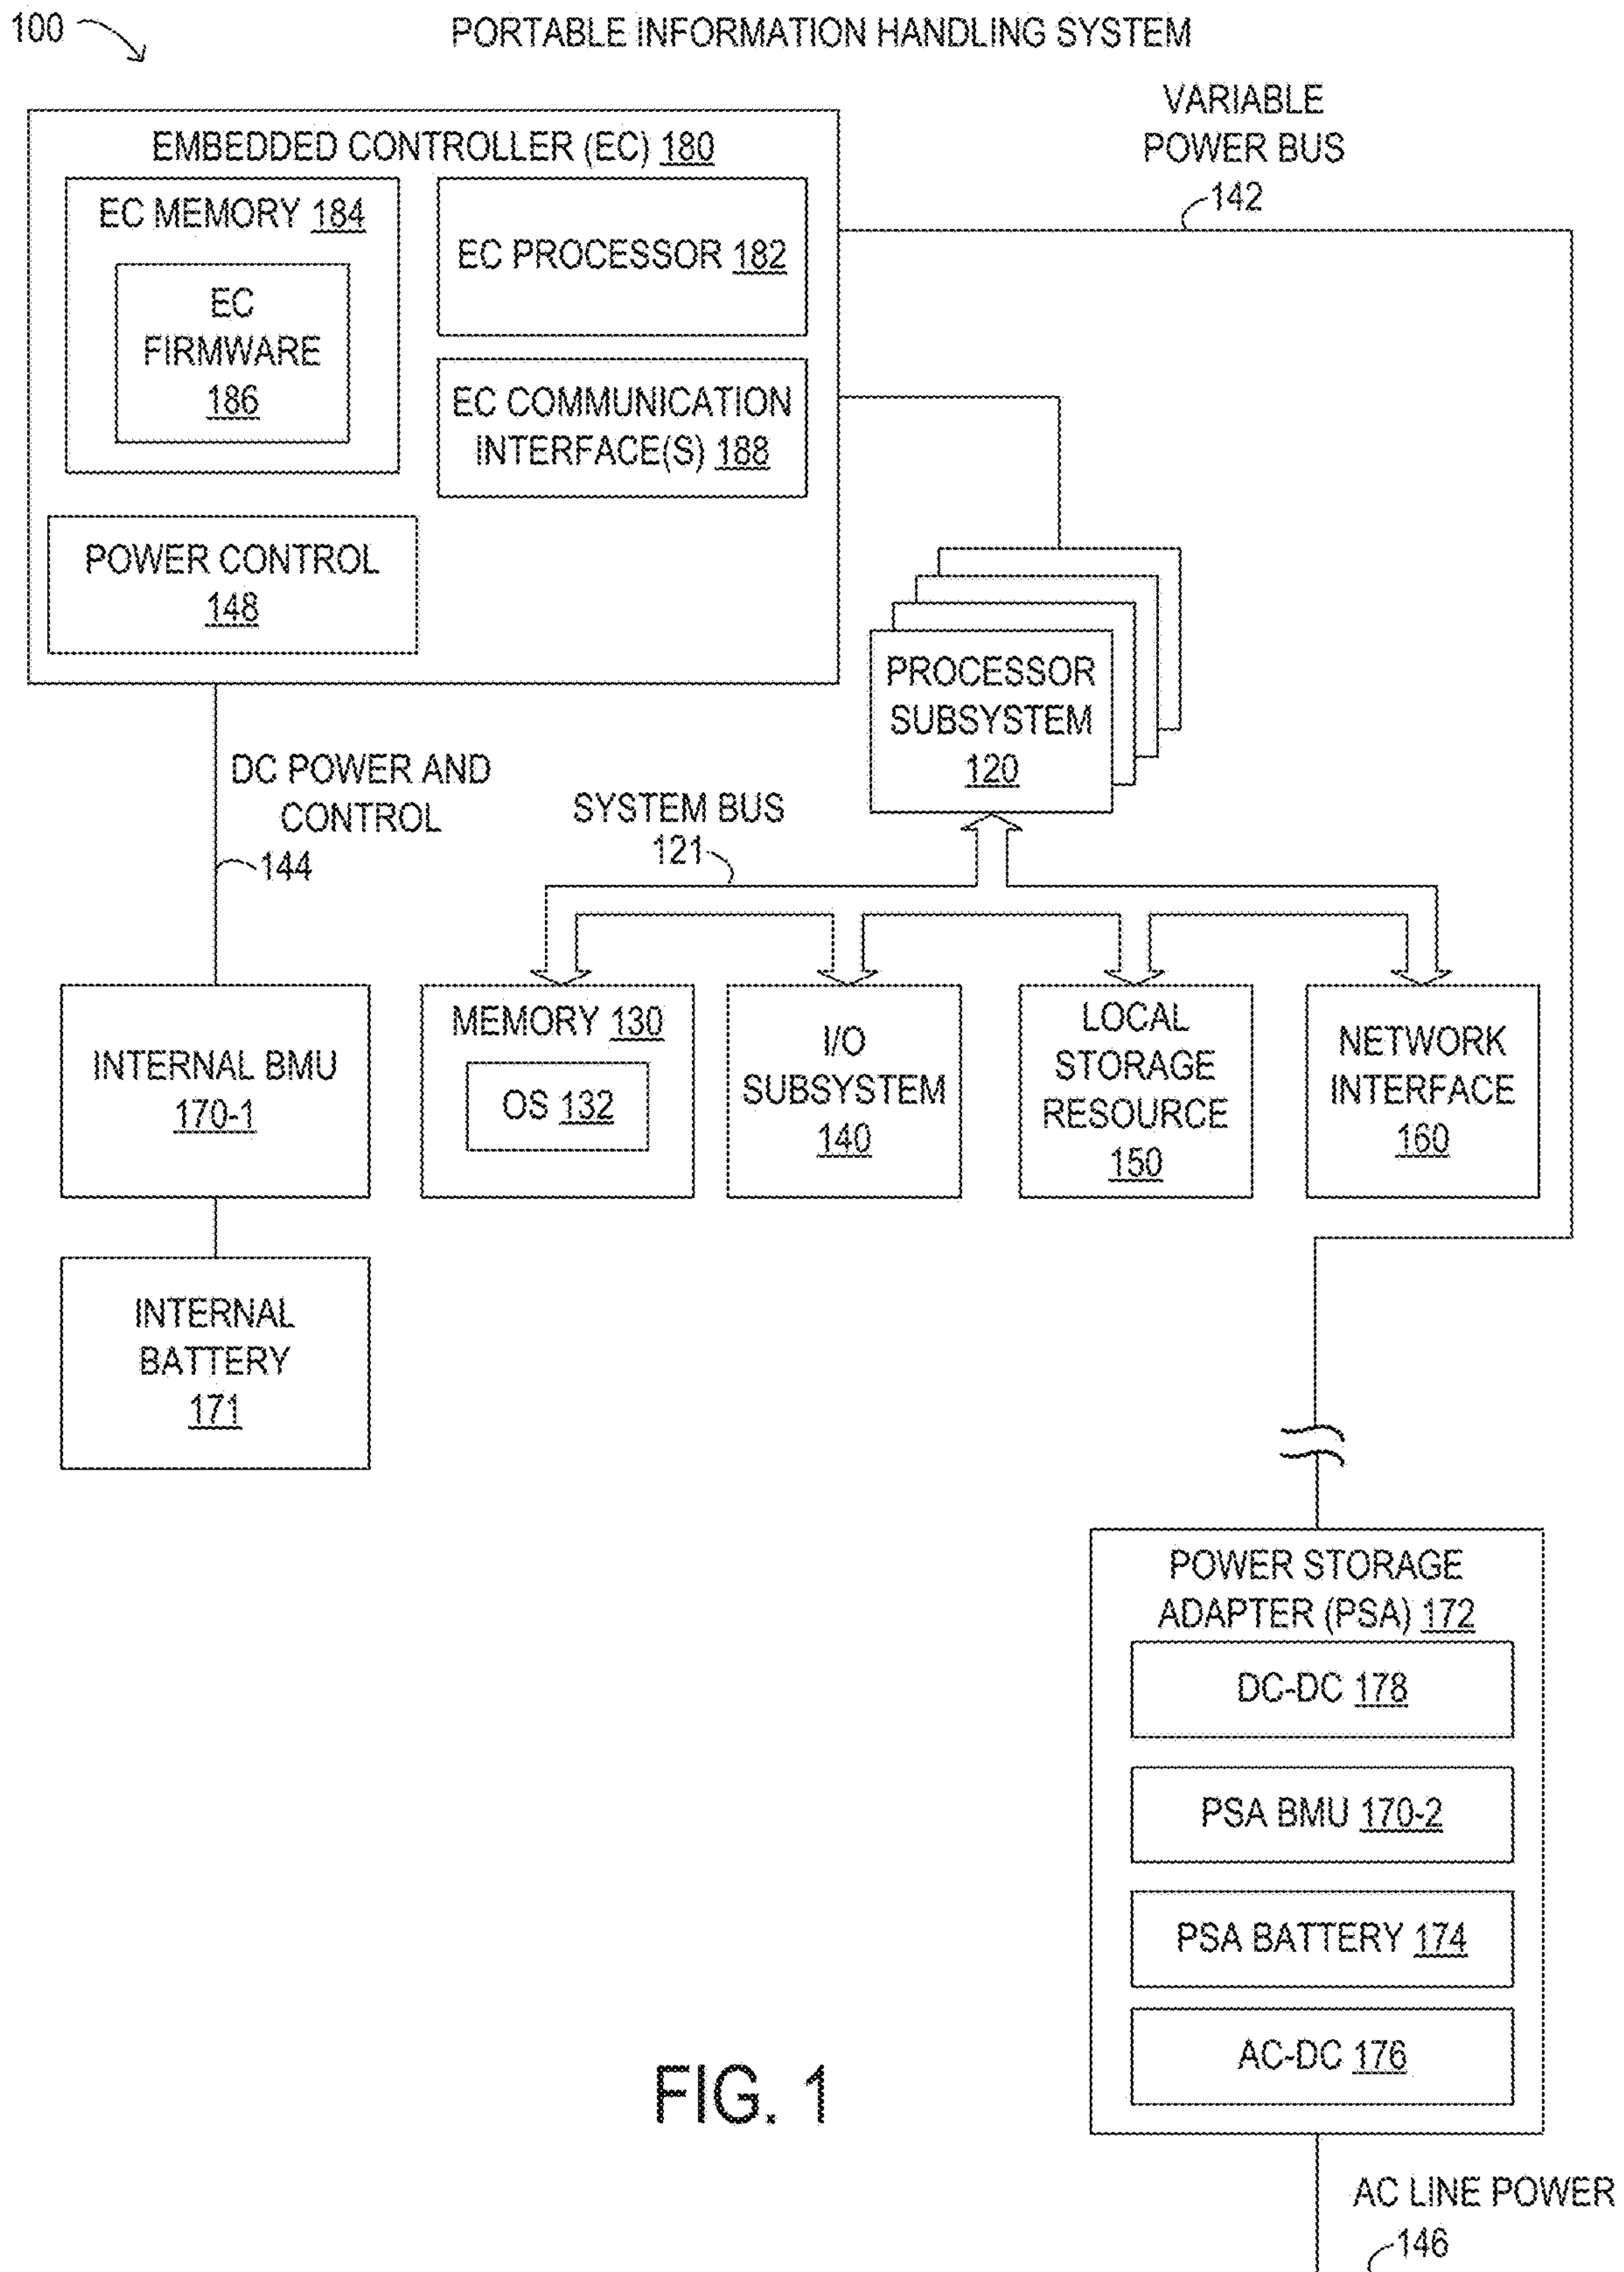 100
PORTABLE INFORMATION HANDLING SYSTEM
VARIABLE
POWER BUS
142
EMBEDDED CONTROLLER (EC) 180
EC MEMORY 184
EC
FIRMWARE
186
EC PROCESSOR 182
EC COMMUNICATION
INTERFACE(S) 188
POWER CONTROL
148
PROCESSOR
SUBSYSTEM
120
DC POWER AND
CONTROL
144
SYSTEM BUS
121
INTERNAL BMU
170-1
MEMORY 130
OS 132
I/O
SUBSYSTEM
140
LOCAL
STORAGE
RESOURCE
150
NETWORK
INTERFACE
160
INTERNAL
BATTERY
171
POWER STORAGE
ADAPTER (PSA) 172
DC-DC 178
PSA BMU 170-2
PSA BATTERY 174
AC-DC 176
FIG. 1
AC LINE POWER
146